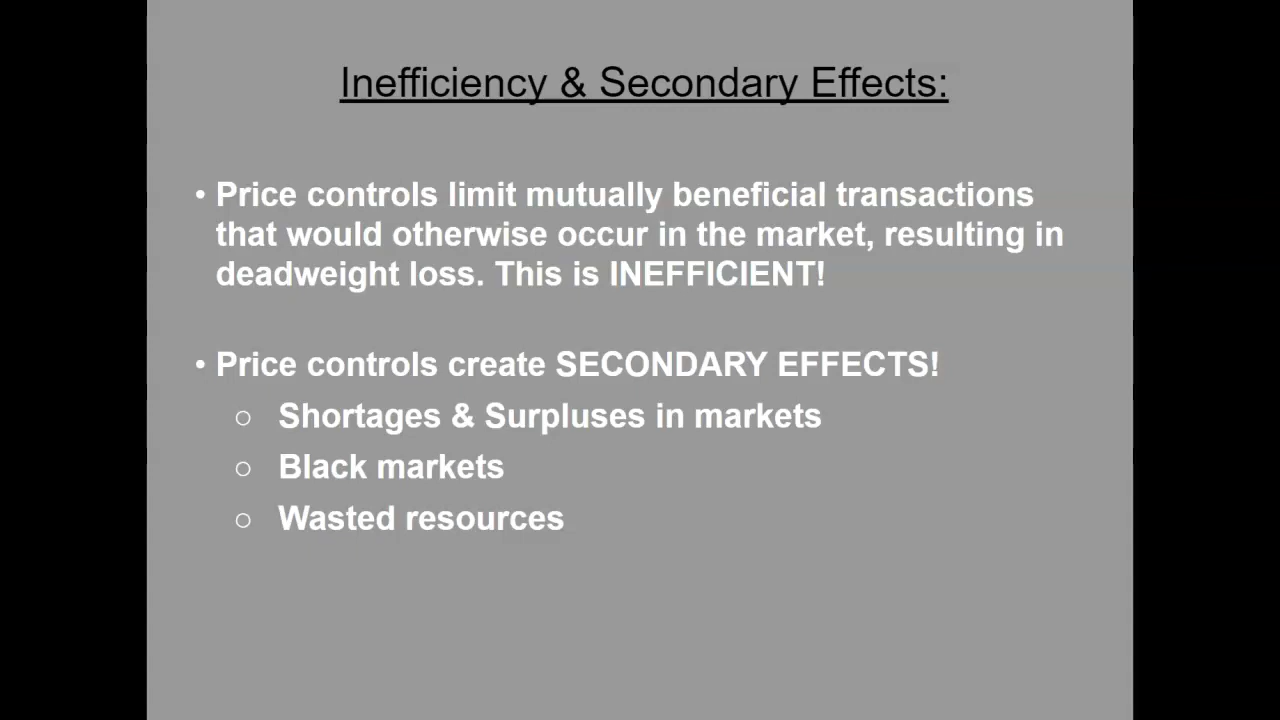 Inefficiency & Secondary Effects:
• Price controls limit mutually beneficial transactions
that would otherwise occur in the market, resulting in
deadweight loss. This is INEFFICIENT!
• Price controls create SECONDARY EFFECTS!
○ Shortages & Surpluses in markets
○ Black markets
○ Wasted resources